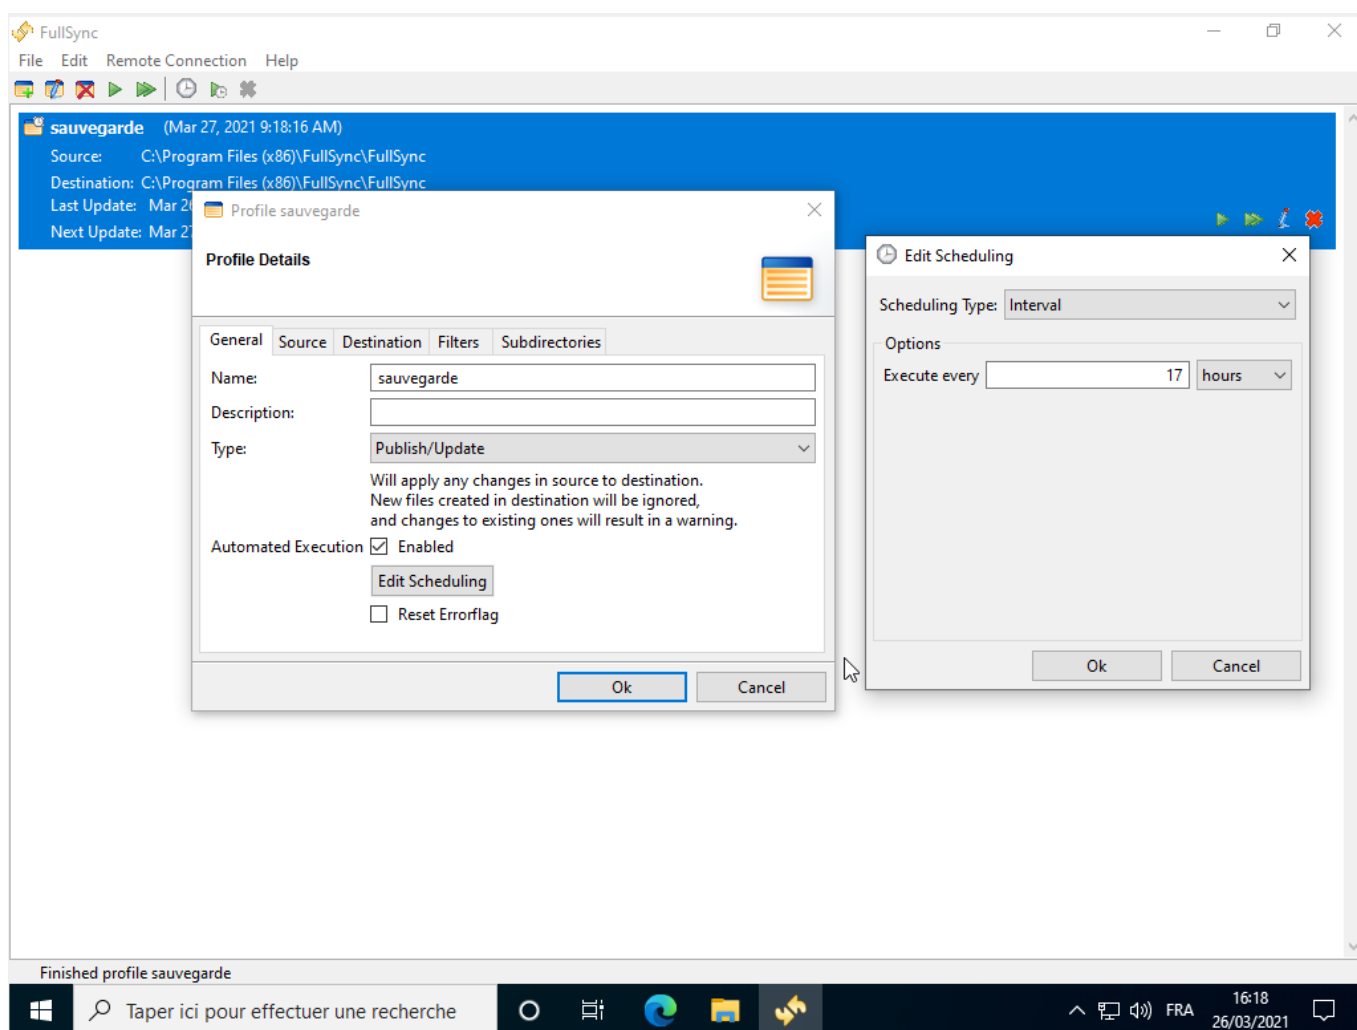 FullSync
File Edit Remote Connection Help
sauvegarde (Mar 27, 2021 9:18:16 AM)
Source: C:\Program Files (x86)\FullSync\FullSync
Destination: C:\Program Files (x86)\FullSync\FullSync
Last Update: Mar 26
Next Update: Mar 27
Profile sauvegarde
Profile Details
General Source Destination Filters Subdirectories
Name: sauvegarde
Description:
Type: Publish/Update
Will apply any changes in source to destination.
New files created in destination will be ignored,
and changes to existing ones will result in a warning.
Automated Execution Enabled
Edit Scheduling
Reset Errorflag
Ok Cancel
Edit Scheduling
Scheduling Type: Interval
Options
Execute every 17 hours
Ok Cancel
Finished profile sauvegarde
Taper ici pour effectuer une recherche
FRA
16:18
26/03/2021